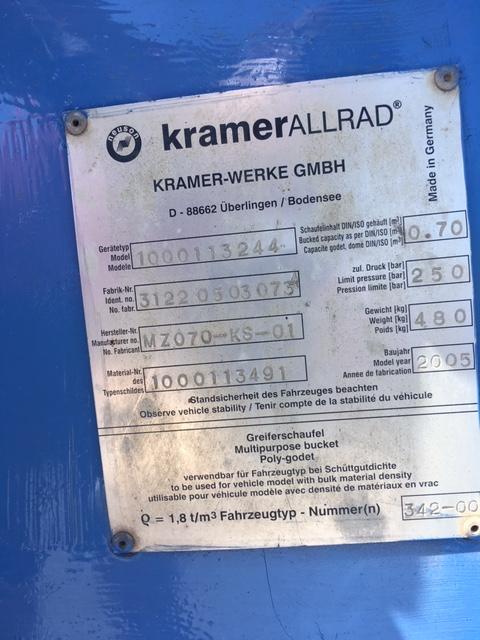 neuson
kramerALLRAD®
Made in Germany
KRAMER-WERKE GMBH
D - 88662 Überlingen / Bodensee
Gerätetyp
Model
Modele
1000113244
Schaufelinhalt DIN/ISO gehäuft [m³]
Bucked capacity as per DIN/ISO [m³]
Capacite godet, dome DIN/ISO [m³]
0.70
Fabrik-Nr.
Ident. no.
No. fabr.
31220503073
zul. Druck [bar]
Limit pressure [bar]
Pression limite [bar]
250
Hersteller-Nr.
Manufacturer no.
No. Fabricant
MZ070-KS-01
Gewicht [kg]
Weight [kg]
Poids [kg]
480
Material-Nr.
des
Typenschildes
1000113491
Baujahr
Model year
Année de fabrication
2005
Standsicherheit des Fahrzeuges beachten
Observe vehicle stability / Tenir compte de la stabilité du véhicule
Greiferschaufel
Multipurpose bucket
Poly-godet
verwendbar für Fahrzeugtyp bei Schüttgutdichte
to be used for vehicle model with bulk material density
utilisable pour véhicule modèle avec densité de matériaux en vrac
Q = 1,8 t/m³ Fahrzeugtyp - Nummer(n)
342-00